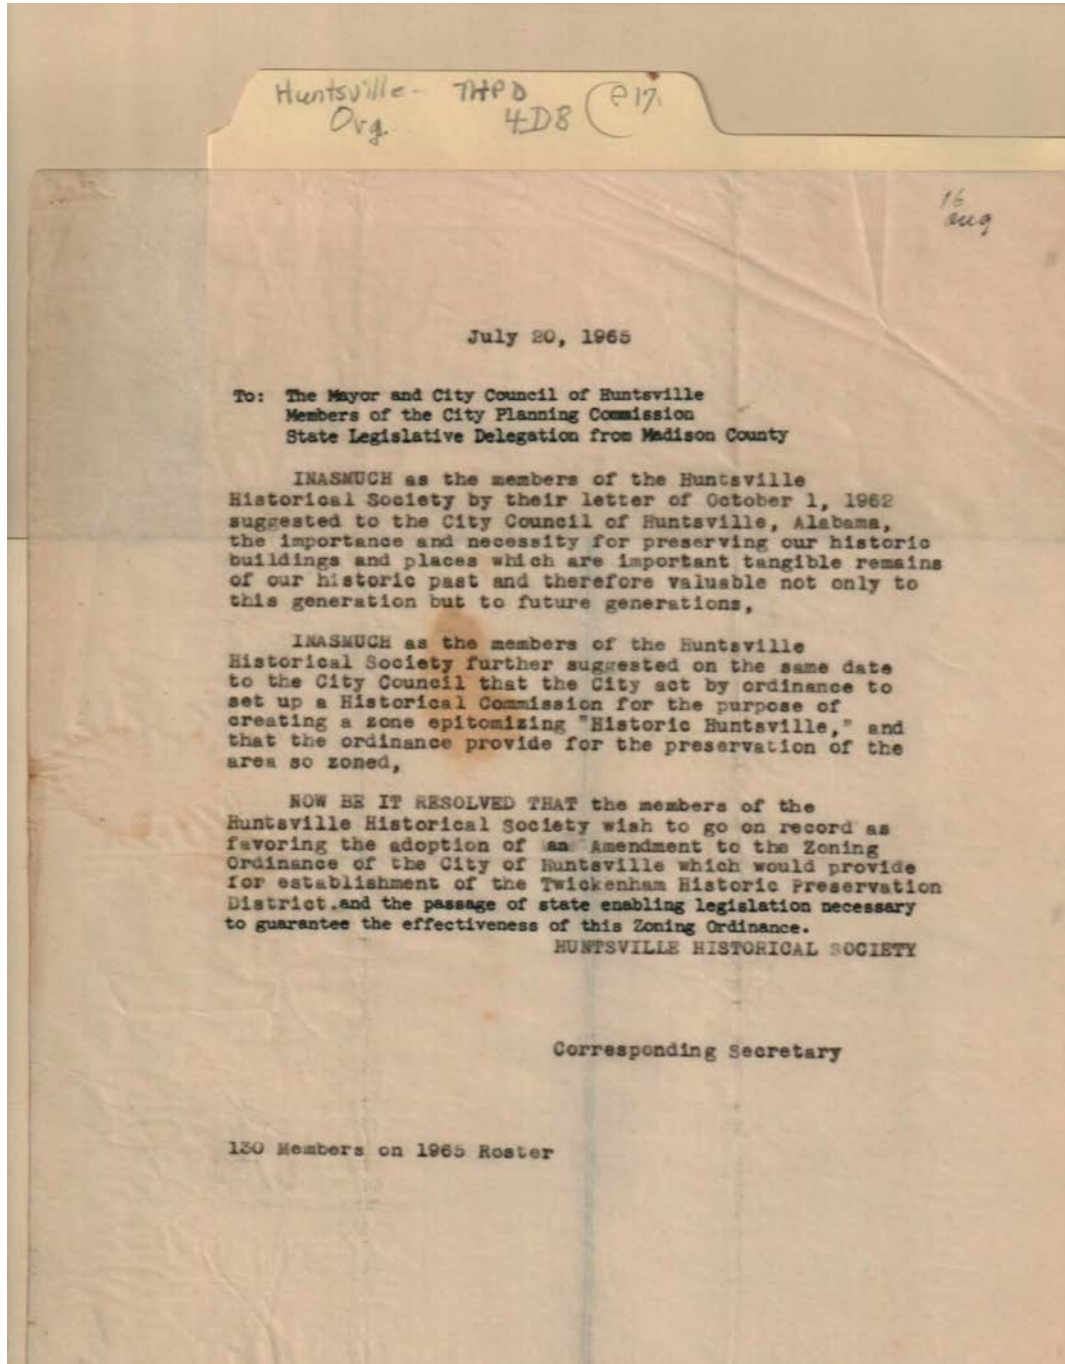 Huntsville- THPD P17.
Org. 4D8
16
aug
July 20, 1965
To: The Mayor and City Council of Huntsville
Members of the City Planning Commission
State Legislative Delegation from Madison County
INASMUCH as the members of the Huntsville
Historical Society by their letter of October 1, 1962
suggested to the City Council of Huntsville, Alabama,
the importance and necessity for preserving our historic
buildings and places which are important tangible remains
of our historic past and therefore valuable not only to
this generation but to future generations,
INASMUCH as the members of the Huntsville
Historical Society further suggested on the same date
to the City Council that the City act by ordinance to
set up a Historical Commission for the purpose of
creating a zone epitomizing "Historic Huntsville," and
that the ordinance provide for the preservation of the
area so zoned,
NOW BE IT RESOLVED THAT the members of the
Huntsville Historical Society wish to go on record as
favoring the adoption of an Amendment to the Zoning
Ordinance of the City of Huntsville which would provide
for establishment of the Twickenham Historic Preservation
District.and the passage of state enabling legislation necessary
to guarantee the effectiveness of this Zoning Ordinance.
HUNTSVILLE HISTORICAL SOCIETY
Corresponding Secretary
130 Members on 1965 Roster